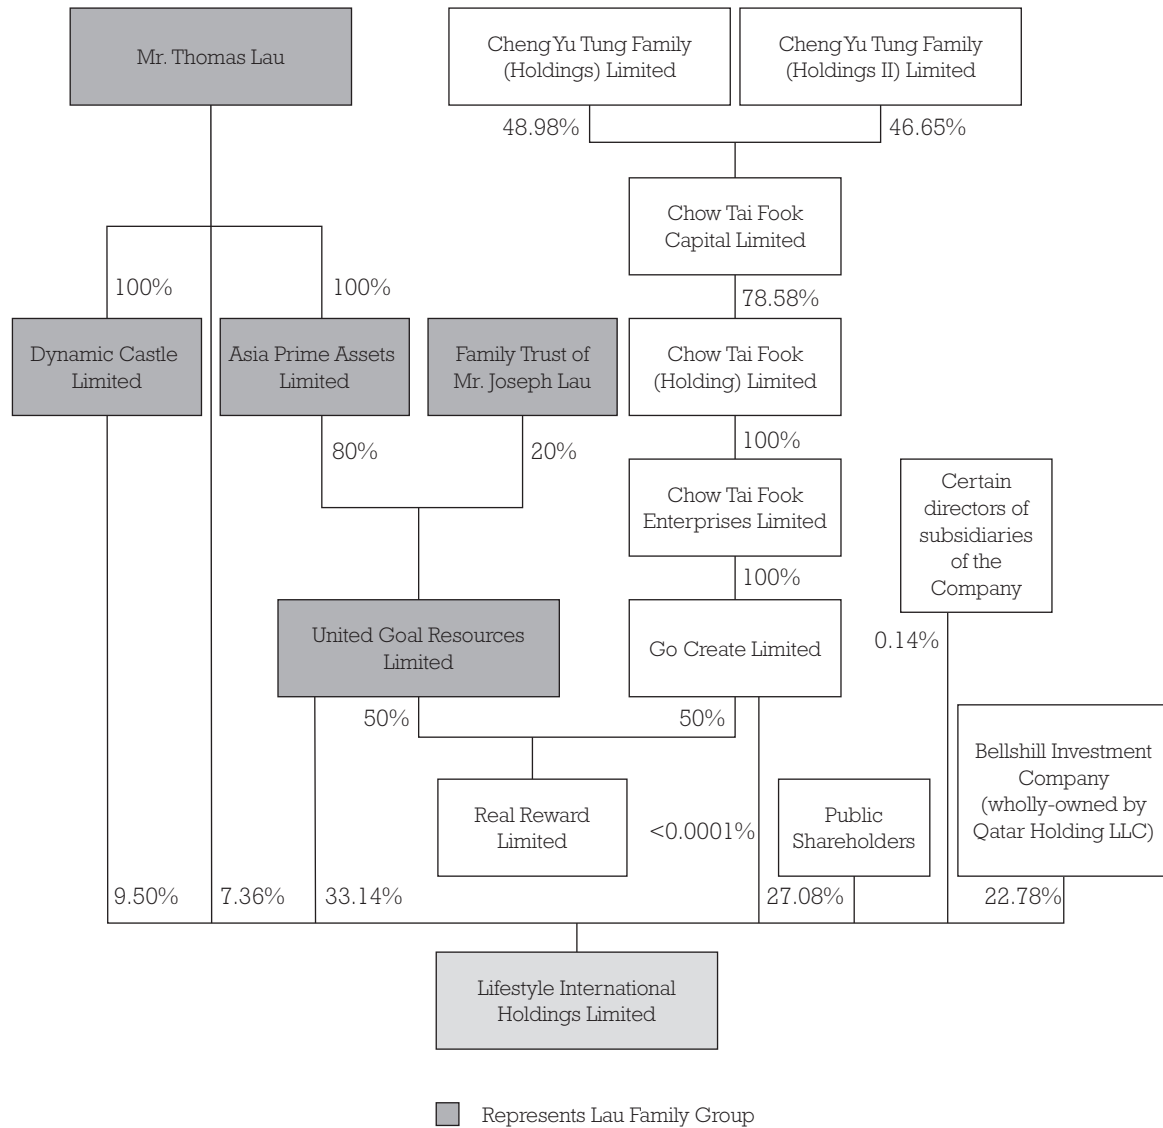 Mr. Thomas Lau
Cheng Yu Tung Family
(Holdings) Limited
Cheng Yu Tung Family
(Holdings II) Limited
48.98%
46.65%
Chow Tai Fook
Capital Limited
100%
100%
78.58%
Dynamic Castle
Limited
Asia Prime Assets
Limited
Family Trust of
Mr. Joseph Lau
Chow Tai Fook
(Holding) Limited
80%
20%
100%
Chow Tai Fook
Enterprises Limited
Certain
directors of
subsidiaries
of the
Company
100%
United Goal Resources
Limited
Go Create Limited
0.14%
50%
50%
Bellshill Investment
Company
(wholly-owned by
Qatar Holding LLC)
Real Reward
Limited
<0.0001%
Public
Shareholders
9.50%
7.36%
33.14%
27.08%
22.78%
Lifestyle International
Holdings Limited
Represents Lau Family Group